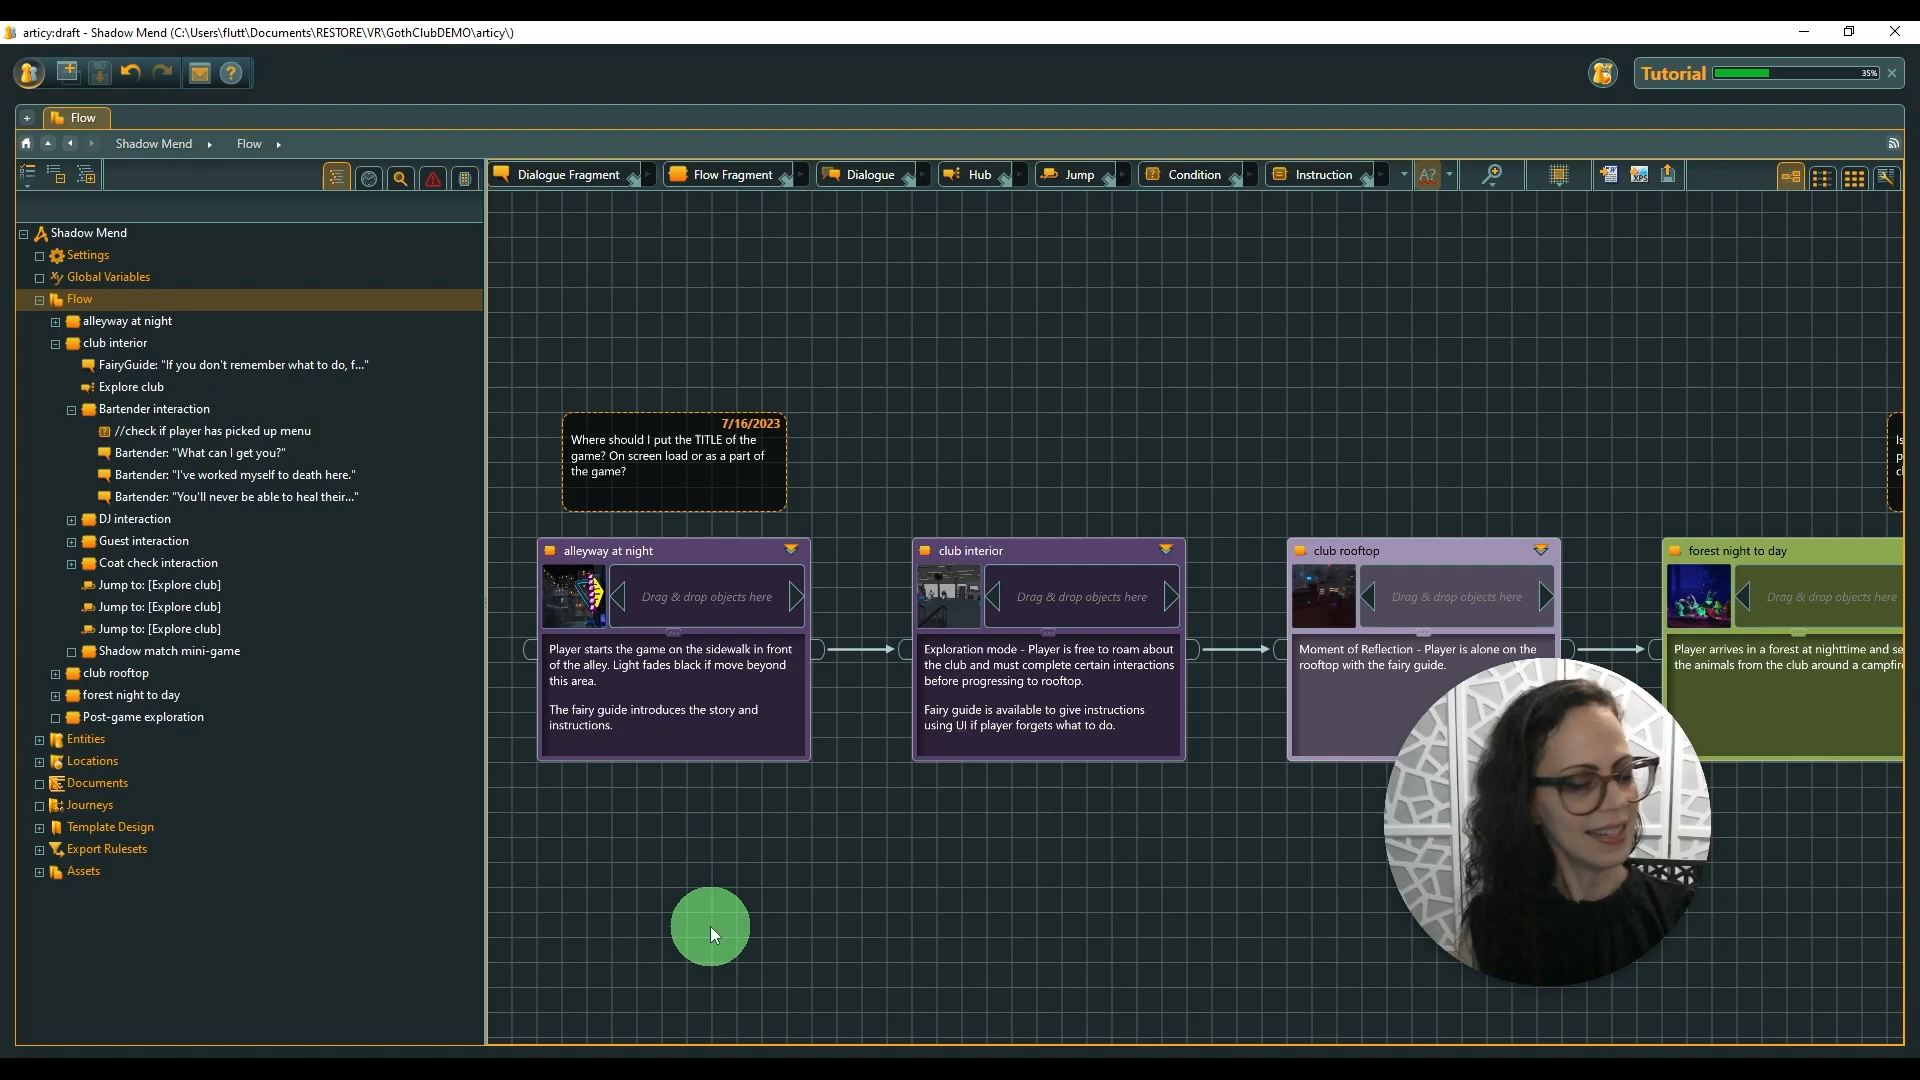 articy:draft - Shadow Mend (C:\Users\flutt\Documents\RESTORE\VR\GothClubDEMO\articy\)
Tutorial
35%
Flow
Shadow Mend
Flow
Dialogue Fragment
Flow Fragment
Dialogue
Hub
Jump
Condition
Instruction
A?
Shadow Mend
Settings
Global Variables
Flow
alleyway at night
club interior
FairyGuide: "If you don't remember what to do, f..."
Explore club
Bartender interaction
//check if player has picked up menu
Bartender: "What can I get you?"
Bartender: "I've worked myself to death here."
Bartender: "You'll never be able to heal their..."
DJ interaction
Guest interaction
Coat check interaction
Jump to: [Explore club]
Jump to: [Explore club]
Jump to: [Explore club]
Shadow match mini-game
club rooftop
forest night to day
Post-game exploration
Entities
Locations
Documents
Journeys
Template Design
Export Rulesets
Assets
7/16/2023
Where should I put the TITLE of the
game? On screen load or as a part of
the game?
alleyway at night
Drag & drop objects here
Player starts the game on the sidewalk in front
of the alley. Light fades black if move beyond
this area.
The fairy guide introduces the story and
instructions.
club interior
Drag & drop objects here
Exploration mode - Player is free to roam about
the club and must complete certain interactions
before progressing to rooftop.
Fairy guide is available to give instructions
using UI if player forgets what to do.
club rooftop
Drag & drop objects here
Moment of Reflection - Player is alone on the
rooftop with the fairy guide.
forest night to day
Drag & drop objects here
Player arrives in a forest at nighttime and
the animals from the club around a